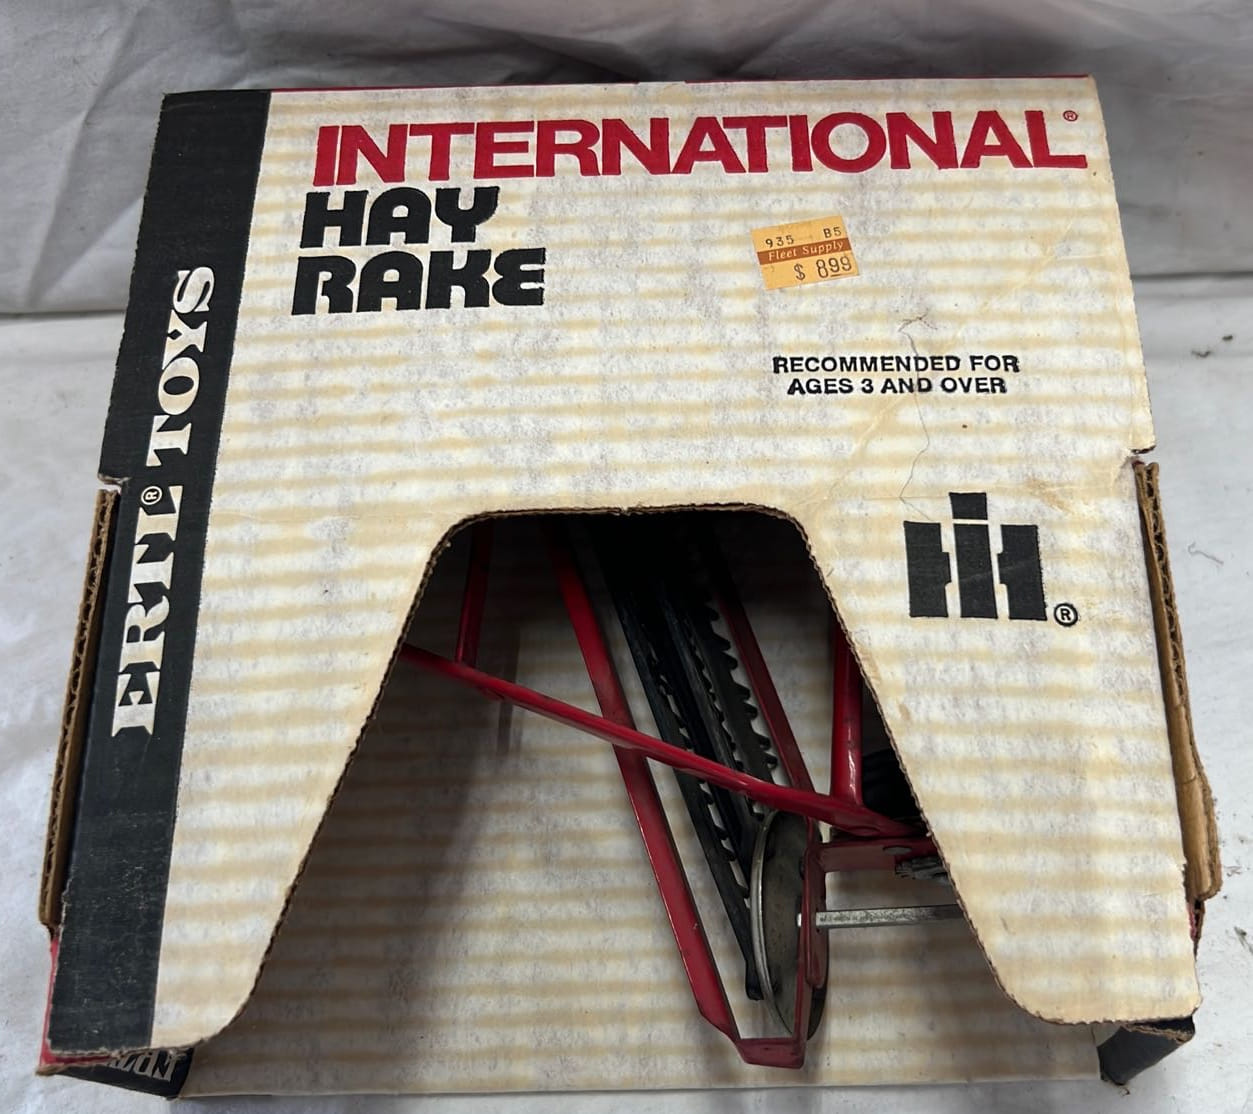 INTERNATIONAL®
HAY
RAKE
935 B5
Fleet Supply
$ 899
RECOMMENDED FOR
AGES 3 AND OVER
ERTL® TOYS
IH®